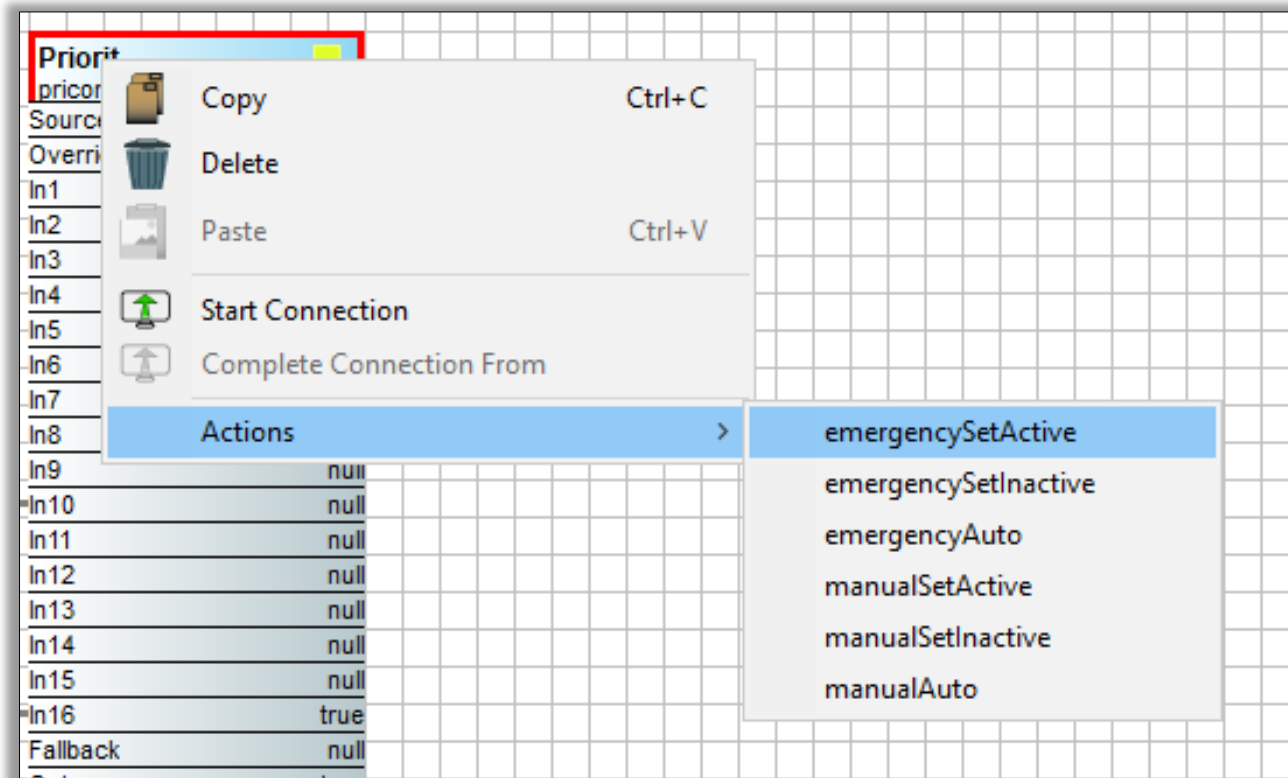 Priorit
pricor
Source
Overri
In1
In2
In3
In4
In5
In6
In7
In8
In9 null
In10 null
In11 null
In12 null
In13 null
In14 null
In15 null
In16 true
Fallback null
Copy Ctrl+C
Delete
Paste Ctrl+V
Start Connection
Complete Connection From
Actions >
emergencySetActive
emergencySetInactive
emergencyAuto
manualSetActive
manualSetInactive
manualAuto